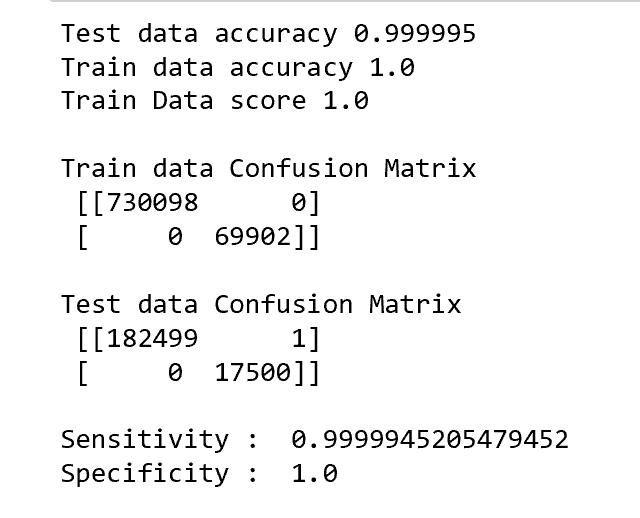 Test data accuracy 0.999995
Train data accuracy 1.0
Train Data score 1.0
Train data Confusion Matrix
[[730098      0]
[     0  69902]]
Test data Confusion Matrix
[[182499      1]
[     0  17500]]
Sensitivity :  0.9999945205479452
Specificity :  1.0